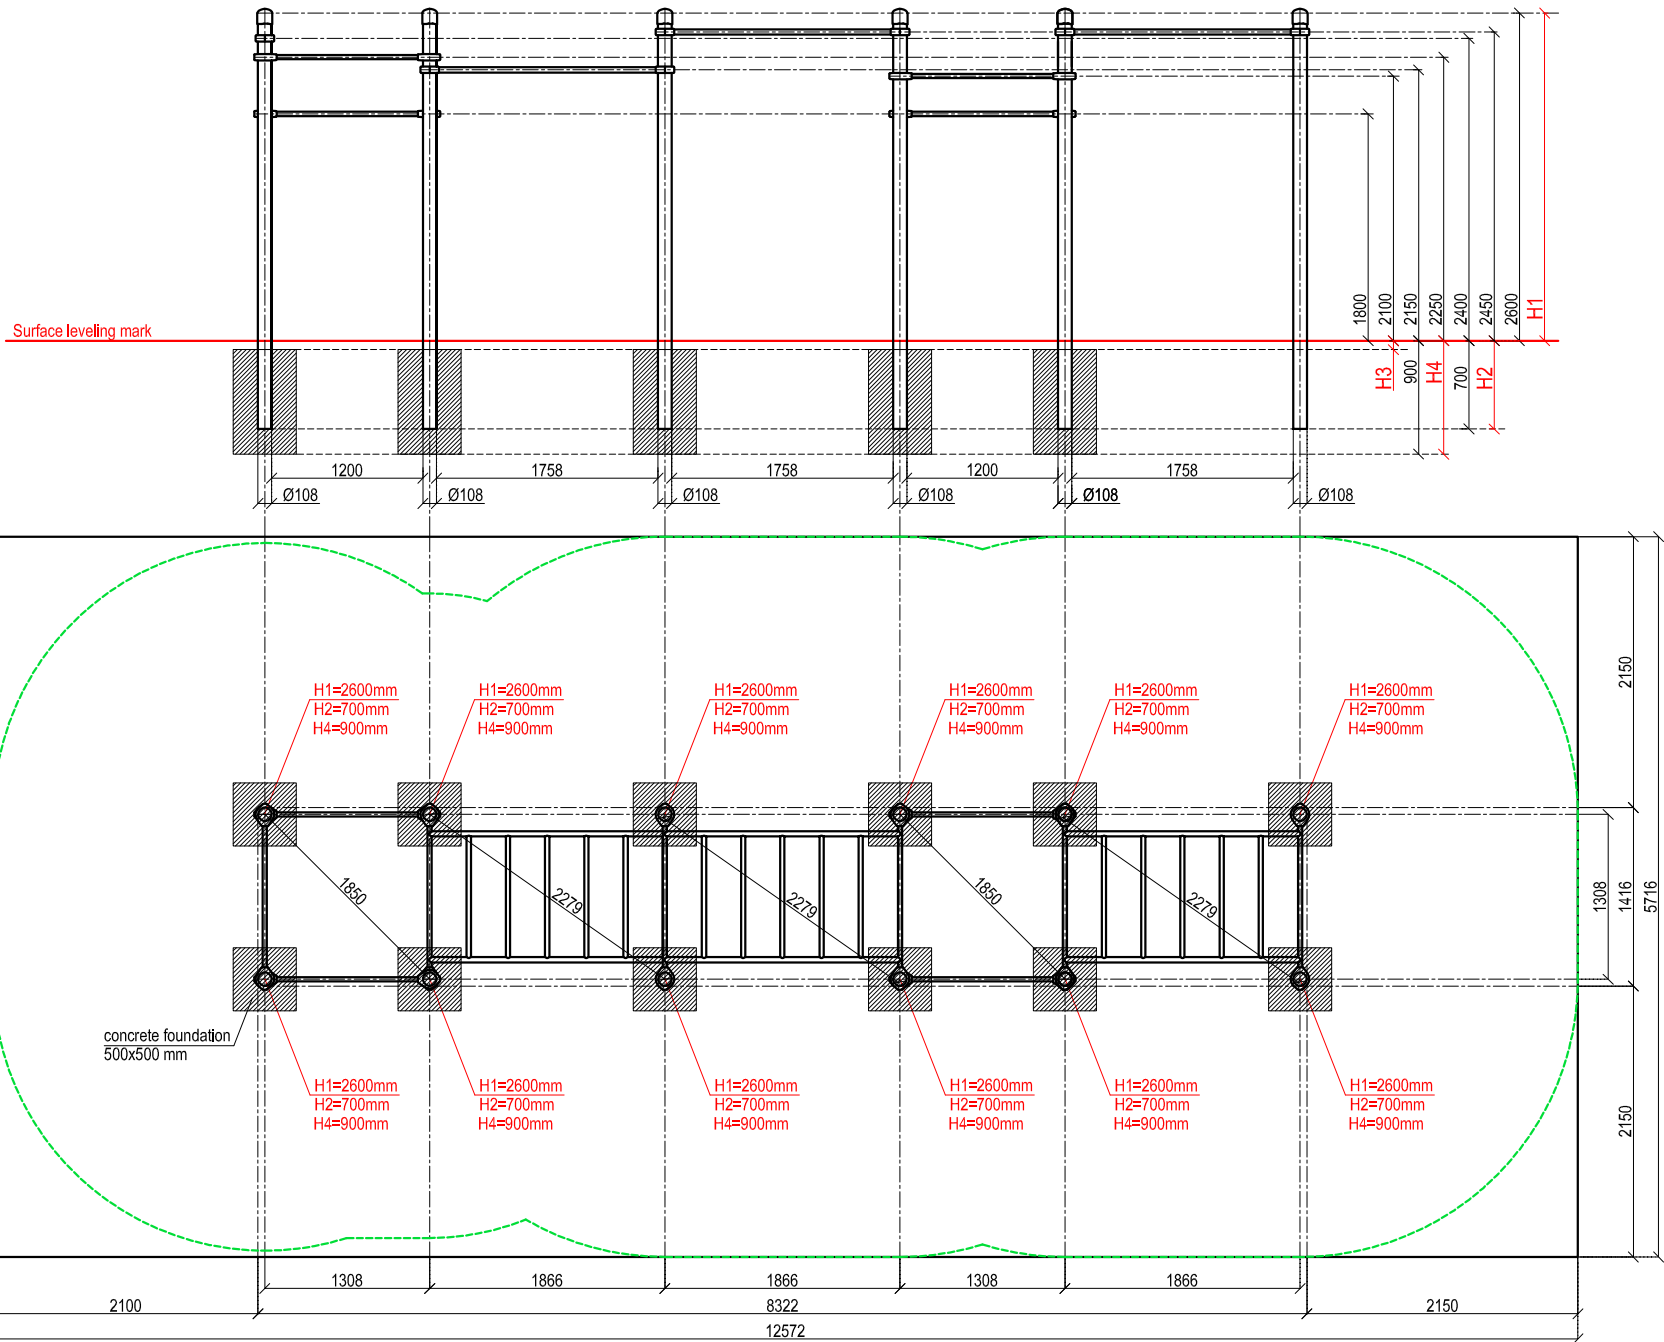 1800
2100
2150
2250
2400
2450
2600
H1
Surface leveling mark
H3
900
H4
700
H2
1200
1758
1758
1200
1758
Ø108
Ø108
Ø108
Ø108
Ø108
Ø108
2150
H1=2600mm
H2=700mm
H4=900mm
H1=2600mm
H2=700mm
H4=900mm
H1=2600mm
H2=700mm
H4=900mm
H1=2600mm
H2=700mm
H4=900mm
H1=2600mm
H2=700mm
H4=900mm
H1=2600mm
H2=700mm
H4=900mm
1850
2279
2279
1850
2279
1308
1416
5716
concrete foundation
500x500 mm
H1=2600mm
H2=700mm
H4=900mm
H1=2600mm
H2=700mm
H4=900mm
H1=2600mm
H2=700mm
H4=900mm
H1=2600mm
H2=700mm
H4=900mm
H1=2600mm
H2=700mm
H4=900mm
H1=2600mm
H2=700mm
H4=900mm
2150
1308
1866
1866
1308
1866
2100
8322
2150
12572